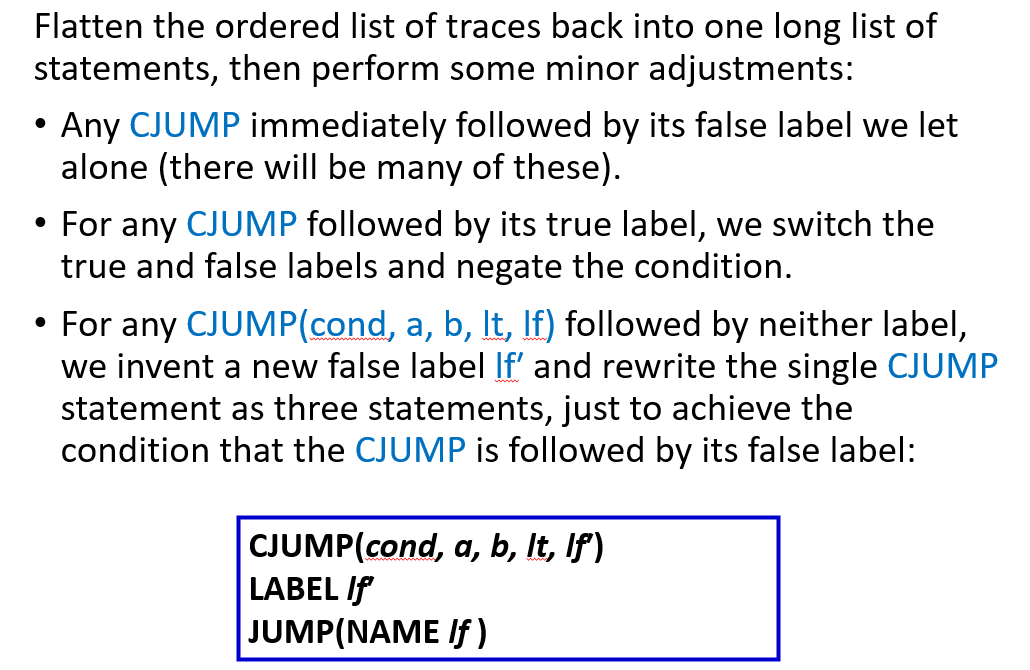 Flatten the ordered list of traces back into one long list of
statements, then perform some minor adjustments:
• Any CJUMP immediately followed by its false label we let
alone (there will be many of these).
• For any CJUMP followed by its true label, we switch the
true and false labels and negate the condition.
• For any CJUMP(cond, a, b, lt, lf) followed by neither label,
we invent a new false label lf′ and rewrite the single CJUMP
statement as three statements, just to achieve the
condition that the CJUMP is followed by its false label:
CJUMP(cond, a, b, lt, lf′)
LABEL lf′
JUMP(NAME lf )